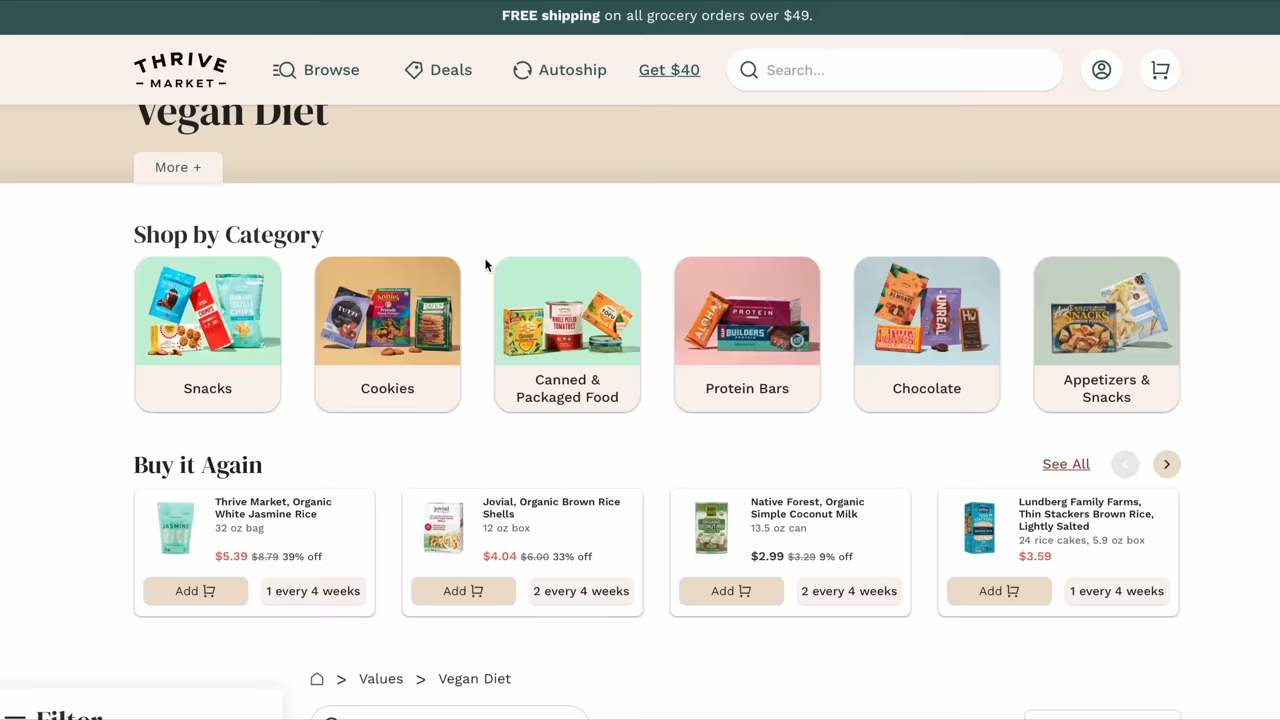 FREE shipping on all grocery orders over $49.
THRIVE
MARKET
Browse
Deals
Autoship
Get $40
Search...
Vegan Diet
More +
Shop by Category
Snacks
Cookies
Canned &
Packaged Food
Protein Bars
Chocolate
Appetizers &
Snacks
Buy it Again
See All
Thrive Market, Organic
White Jasmine Rice
32 oz bag
$5.39 $8.79 39% off
Add
1 every 4 weeks
Jovial, Organic Brown Rice
Shells
12 oz box
$4.04 $6.00 33% off
Add
2 every 4 weeks
Native Forest, Organic
Simple Coconut Milk
13.5 oz can
$2.99 $3.29 9% off
Add
2 every 4 weeks
Lundberg Family Farms,
Thin Stackers Brown Rice,
Lightly Salted
24 rice cakes, 5.9 oz box
$3.59
Add
1 every 4 weeks
> Values > Vegan Diet
Filter